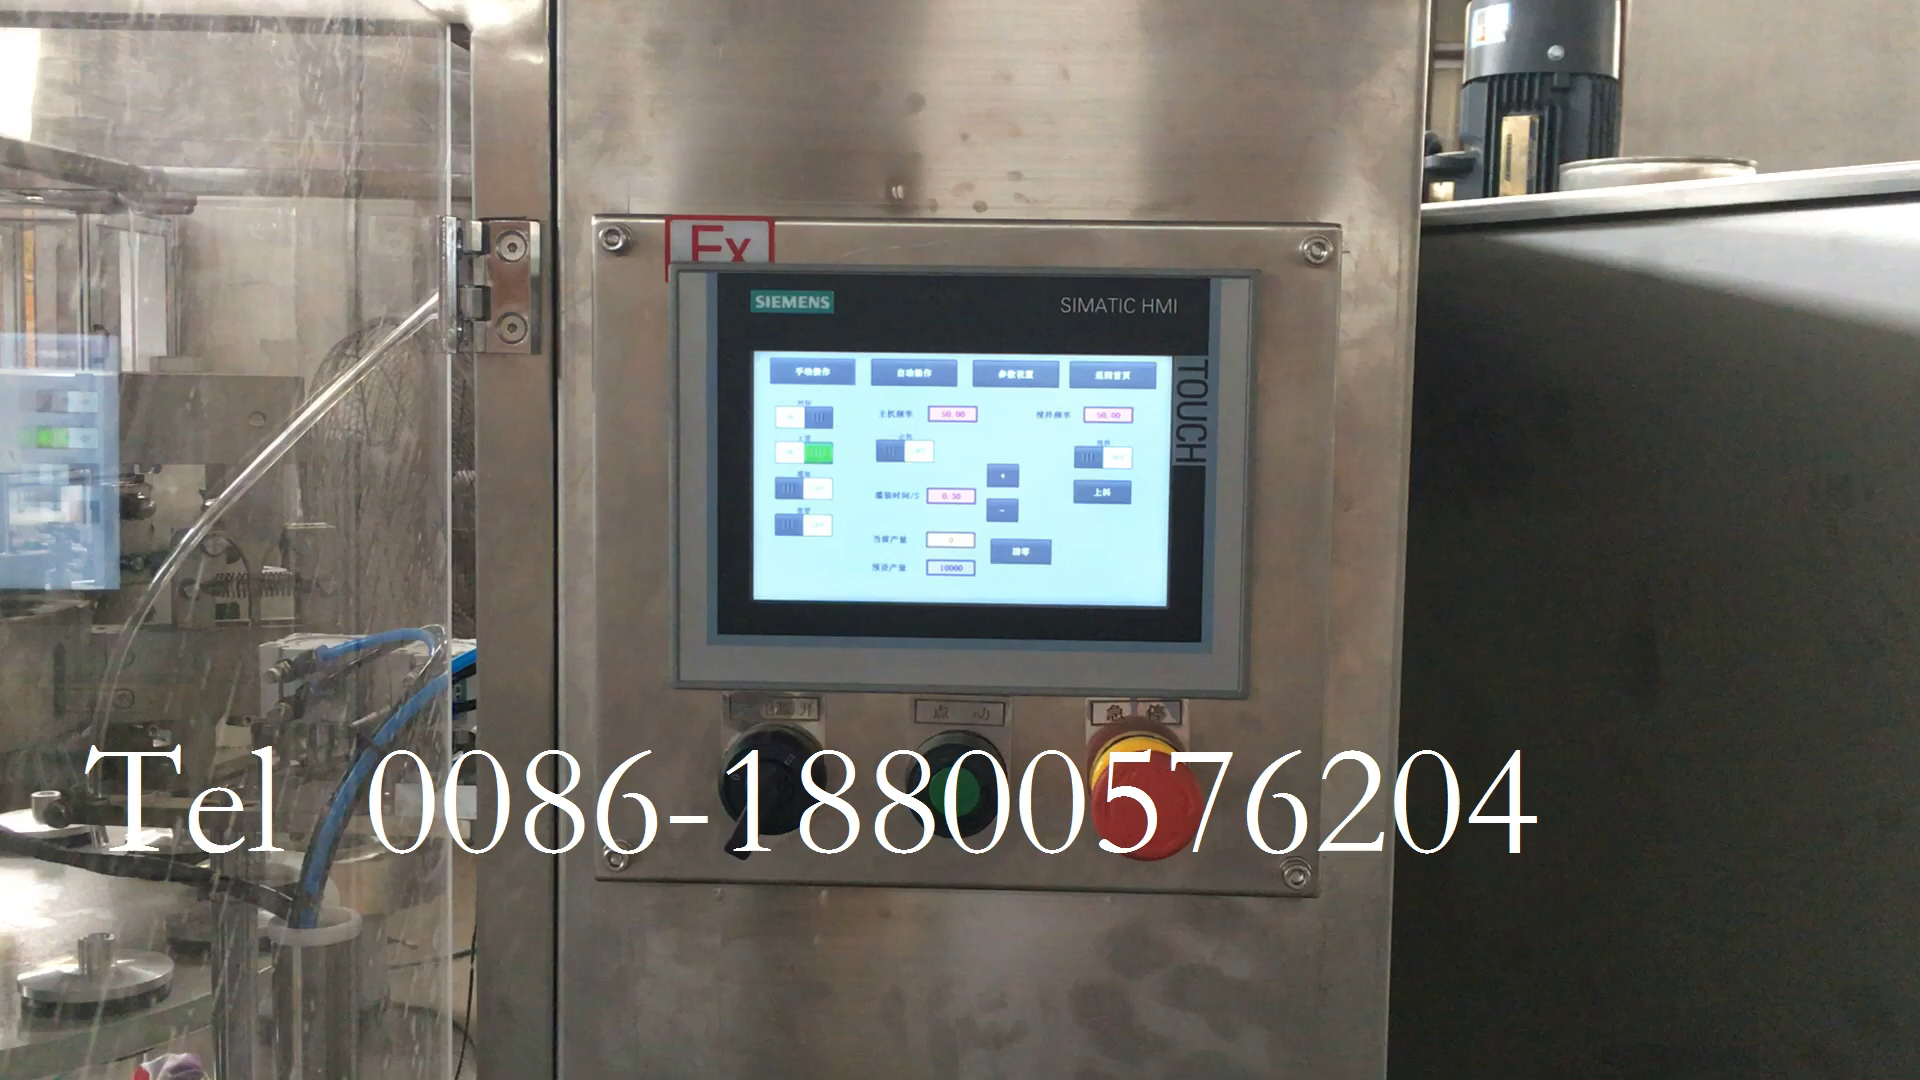 Ex
SIEMENS
SIMATIC HMI
TOUCH
手动操作 自动操作 参数设置 返回首页
主机频率 50.00 搅拌频率 50.00
+
上料
灌装时间/S 0.50
-
当前产量 0 清零
预设产量 10000
开 点动 急停
Tel 0086-18800576204